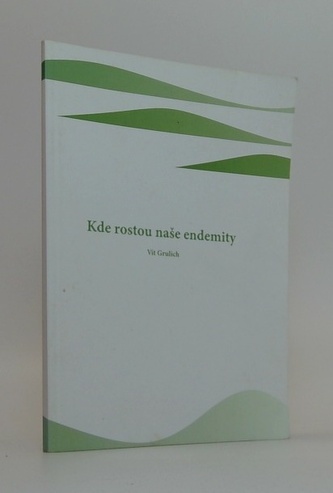 Kde rostou naše endemity
Vít Grulich